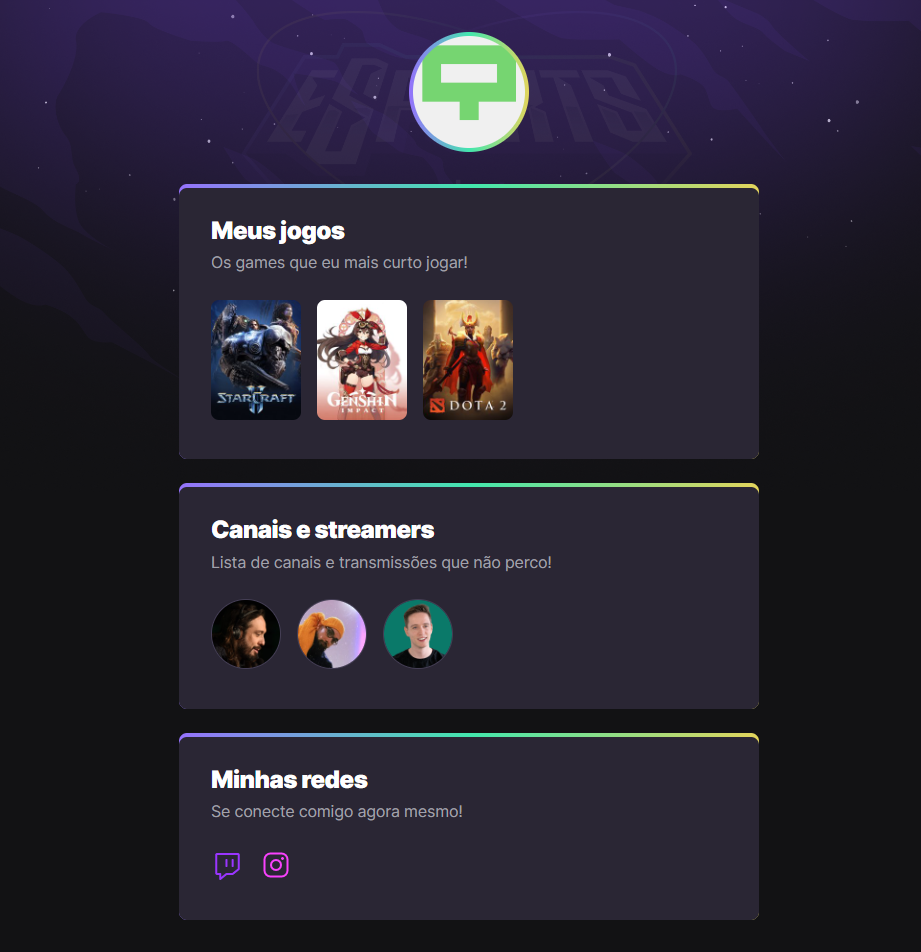 ESPORTS
Meus jogos
Os games que eu mais curto jogar!
STARCRAFT
II
GENSHIN
IMPACT
DOTA 2
Canais e streamers
Lista de canais e transmissões que não perco!
Minhas redes
Se conecte comigo agora mesmo!